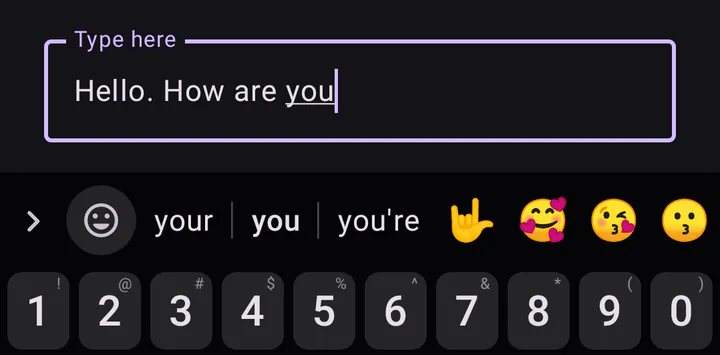 Type here
Hello. How are you
your you you're
! @ # $ % ^ & * ( )
1 2 3 4 5 6 7 8 9 0